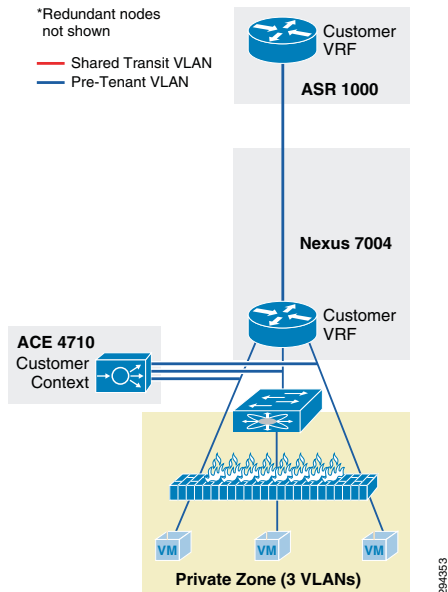 *Redundant nodes
not shown
Shared Transit VLAN
Pre-Tenant VLAN
Customer
VRF
ASR 1000
Nexus 7004
Customer
VRF
ACE 4710
Customer
Context
VM
VM
VM
Private Zone (3 VLANs)
294353